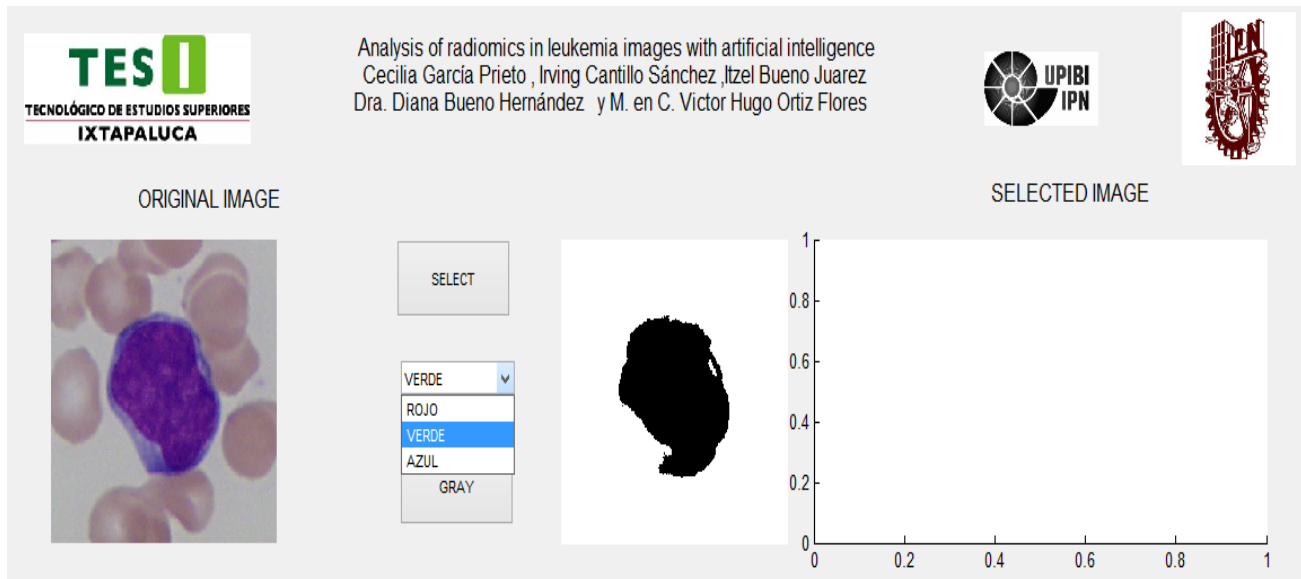 TES I
TECNOLÓGICO DE ESTUDIOS SUPERIORES
IXTAPALUCA
Analysis of radiomics in leukemia images with artificial intelligence
Cecilia García Prieto , Irving Cantillo Sánchez ,Itzel Bueno Juarez
Dra. Diana Bueno Hernández y M. en C. Victor Hugo Ortiz Flores
UPIBI
IPN
IPN
ORIGINAL IMAGE
SELECTED IMAGE
SELECT
VERDE
ROJO
VERDE
AZUL
GRAY
1
0.8
0.6
0.4
0.2
0
0 0.2 0.4 0.6 0.8 1